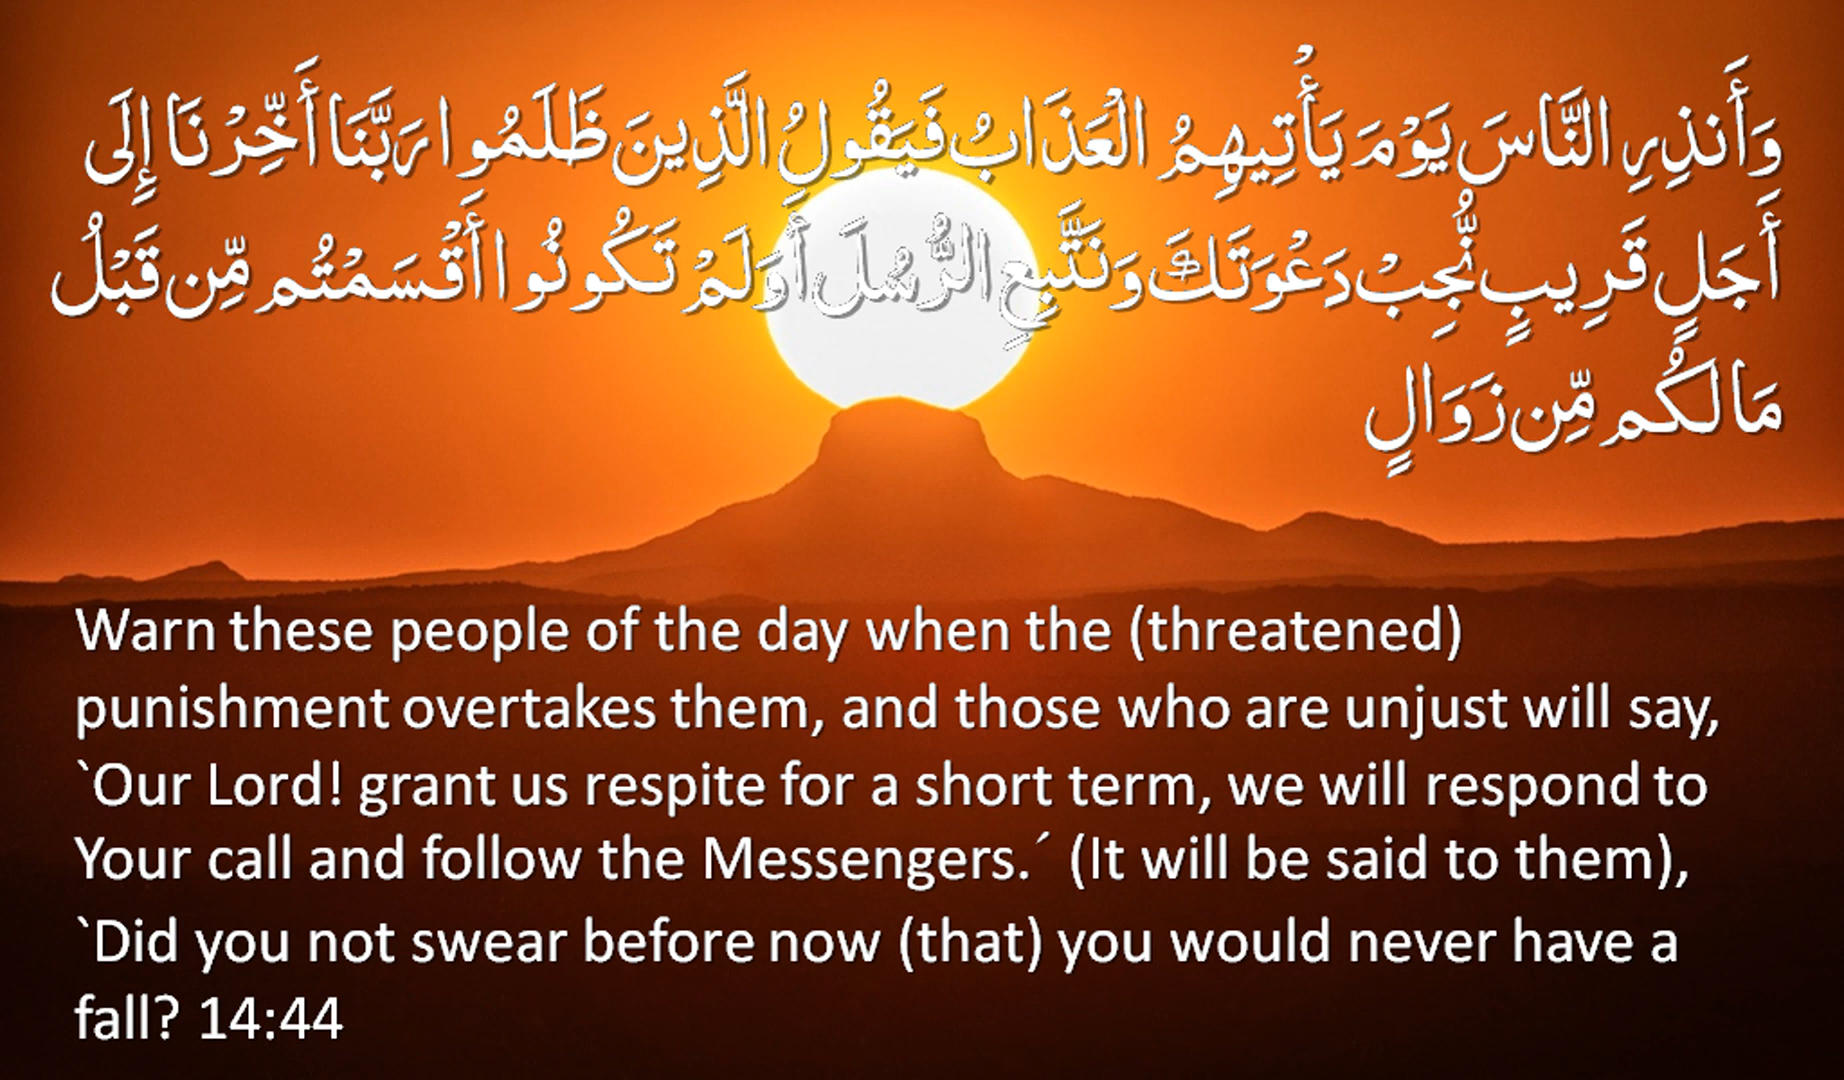 وَأَنذِرِ النَّاسَ يَوْمَ يَأْتِيهِمُ الْعَذَابُ فَيَقُولُ الَّذِينَ ظَلَمُوا رَبَّنَا أَخِّرْنَا إِلَى
أَجَلٍ قَرِيبٍ نُّجِبْ دَعْوَتَكَ وَنَتَّبِعِ الرُّسُلَ أَوَلَمْ تَكُونُوا أَقْسَمْتُم مِّن قَبْلُ
مَا لَكُم مِّن زَوَالٍ
Warn these people of the day when the (threatened)
punishment overtakes them, and those who are unjust will say,
`Our Lord! grant us respite for a short term, we will respond to
Your call and follow the Messengers.´ (It will be said to them),
`Did you not swear before now (that) you would never have a
fall? 14:44